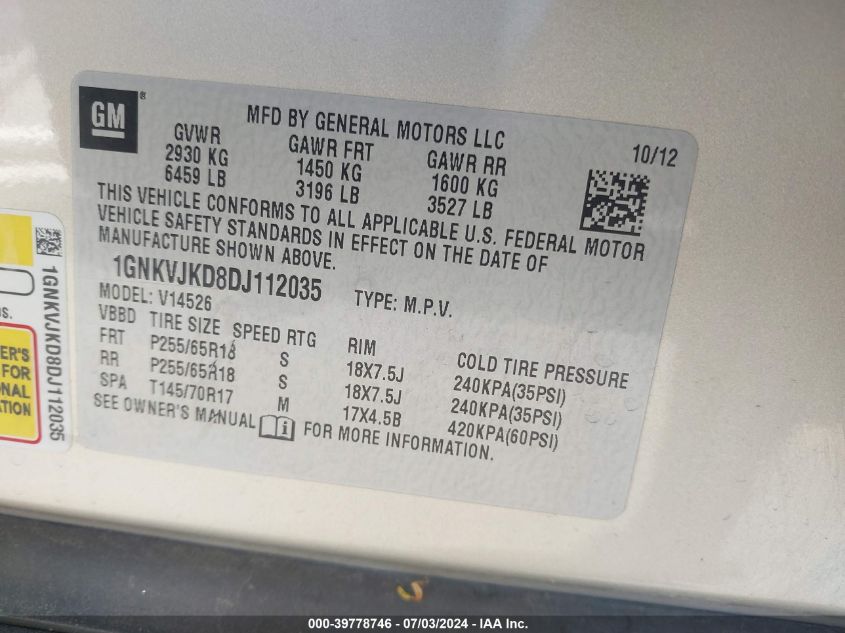 GM®
MFD BY GENERAL MOTORS LLC
10/12
GVWR GAWR FRT GAWR RR
2930 KG 1450 KG 1600 KG
6459 LB 3196 LB 3527 LB
THIS VEHICLE CONFORMS TO ALL APPLICABLE U.S. FEDERAL MOTOR
VEHICLE SAFETY STANDARDS IN EFFECT ON THE DATE OF
MANUFACTURE SHOWN ABOVE.
1GNKVJKD8DJ112035 TYPE: M.P.V.
MODEL: V14526
VBBD TIRE SIZE SPEED RTG RIM COLD TIRE PRESSURE
FRT P255/65R18 S 18X7.5J 240KPA(35PSI)
RR P255/65R18 S 18X7.5J 240KPA(35PSI)
SPA T145/70R17 M 17X4.5B 420KPA(60PSI)
SEE OWNER'S MANUAL i FOR MORE INFORMATION.
1GNKVJKD8DJ112035
S.
ER'S
FOR
NAL
TION
000-39778746 - 07/03/2024 - IAA Inc.